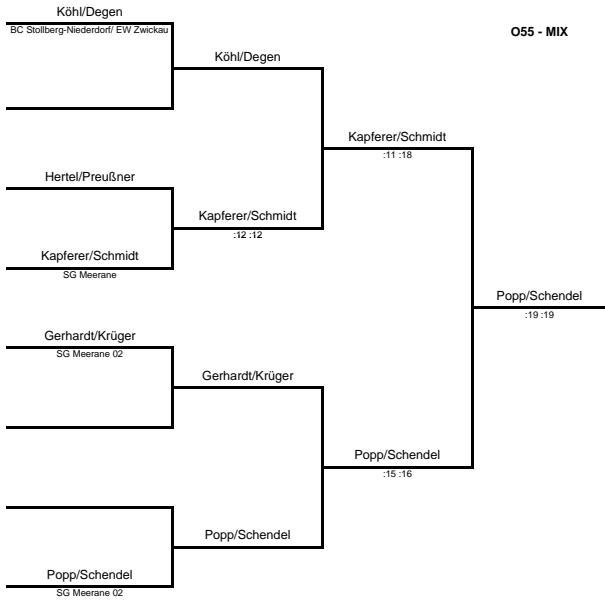 Köhl/Degen
BC Stollberg-Niederdorf/ EW Zwickau
O55 - MIX
Köhl/Degen
Kapferer/Schmidt
:11 :18
Hertel/Preußner
Kapferer/Schmidt
:12 :12
Kapferer/Schmidt
SG Meerane
Popp/Schendel
:19 :19
Gerhardt/Krüger
SG Meerane 02
Gerhardt/Krüger
Popp/Schendel
:15 :16
Popp/Schendel
Popp/Schendel
SG Meerane 02